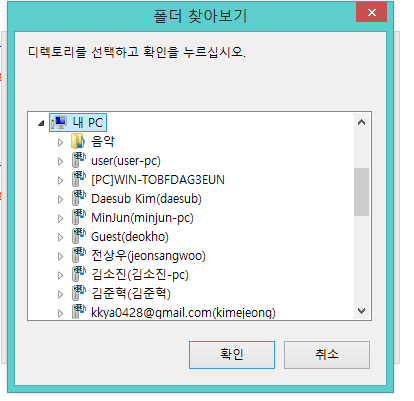 폴더 찾아보기
디렉토리를 선택하고 확인을 누르십시오.
내 PC
음악
user(user-pc)
[PC]WIN-TOBFDAG3EUN
Daesub Kim(daesub)
MinJun(minjun-pc)
Guest(deokho)
전상우(jeonsangwoo)
김소진(김소진-pc)
김준혁(김준혁)
kkya0428@gmail.com(kimejeong)
확인
취소